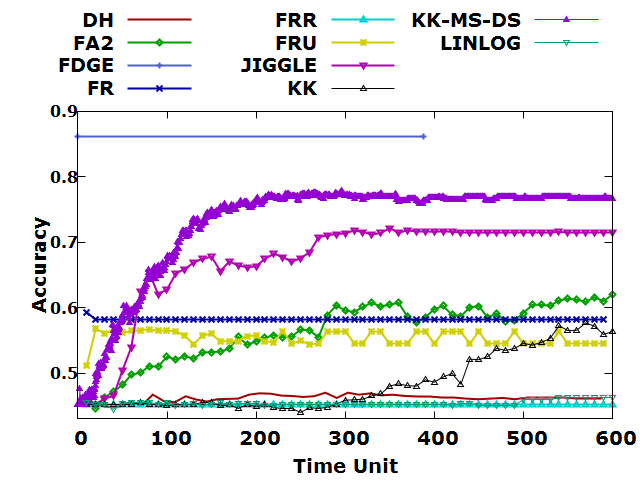 DH FRR KK-MS-DS
FA2 FRU LINLOG
FDGE JIGGLE
FR KK
0.9
0.8
0.7
0.6
0.5
Accuracy
0 100 200 300 400 500 600
Time Unit